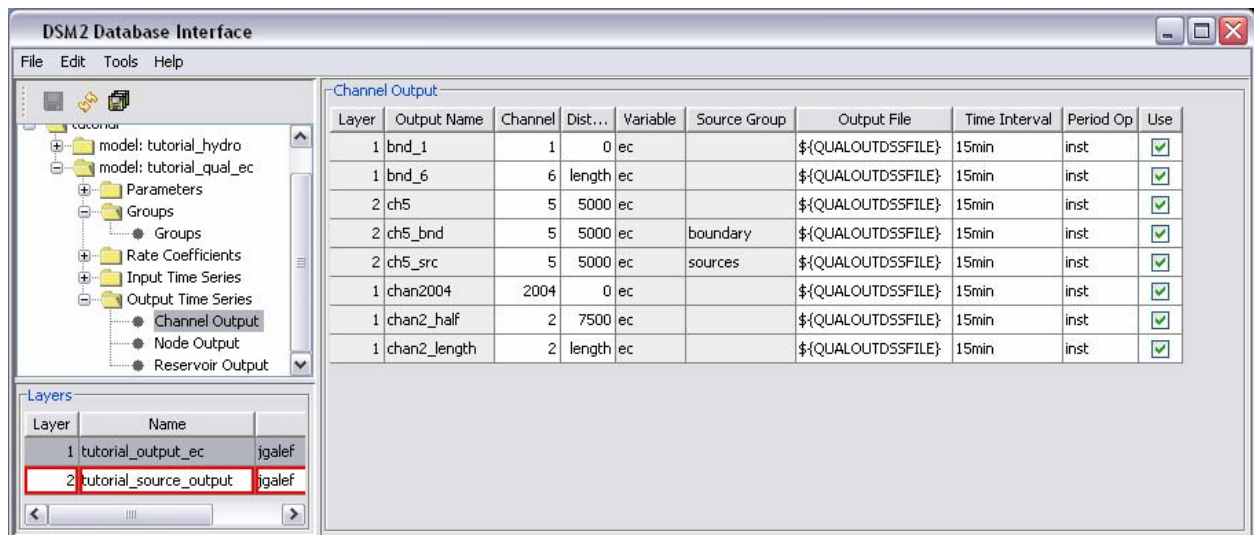 DSM2 Database Interface
File Edit Tools Help
tutorial
model: tutorial_hydro
model: tutorial_qual_ec
Parameters
Groups
Groups
Rate Coefficients
Input Time Series
Output Time Series
Channel Output
Node Output
Reservoir Output
Layers
Layer Name
1 tutorial_output_ec jgalef
2 tutorial_source_output jgalef
Channel Output
Layer Output Name Channel Dist... Variable Source Group Output File Time Interval Period Op Use
1 bnd_1 1 0 ec ${QUALOUTDSSFILE} 15min inst
1 bnd_6 6 length ec ${QUALOUTDSSFILE} 15min inst
2 ch5 5 5000 ec ${QUALOUTDSSFILE} 15min inst
2 ch5_bnd 5 5000 ec boundary ${QUALOUTDSSFILE} 15min inst
2 ch5_src 5 5000 ec sources ${QUALOUTDSSFILE} 15min inst
1 chan2004 2004 0 ec ${QUALOUTDSSFILE} 15min inst
1 chan2_half 2 7500 ec ${QUALOUTDSSFILE} 15min inst
1 chan2_length 2 length ec ${QUALOUTDSSFILE} 15min inst